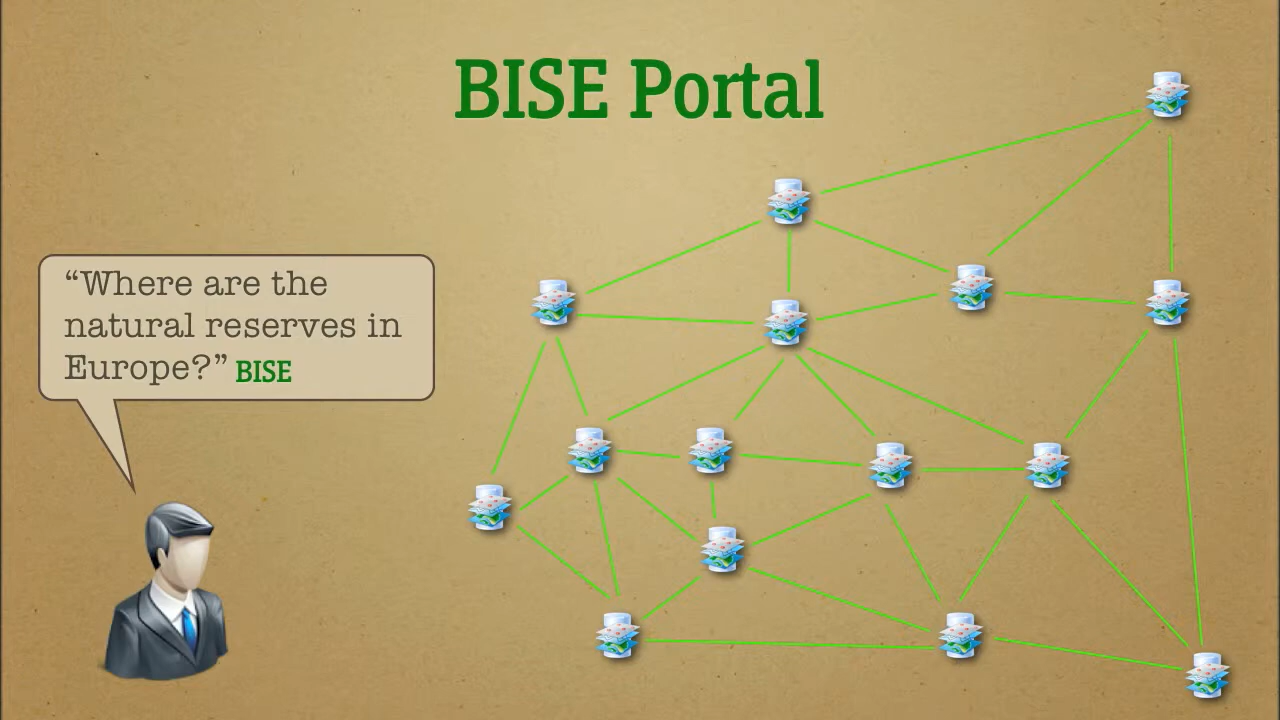 BISE Portal
“Where are the
natural reserves in
Europe?” BISE